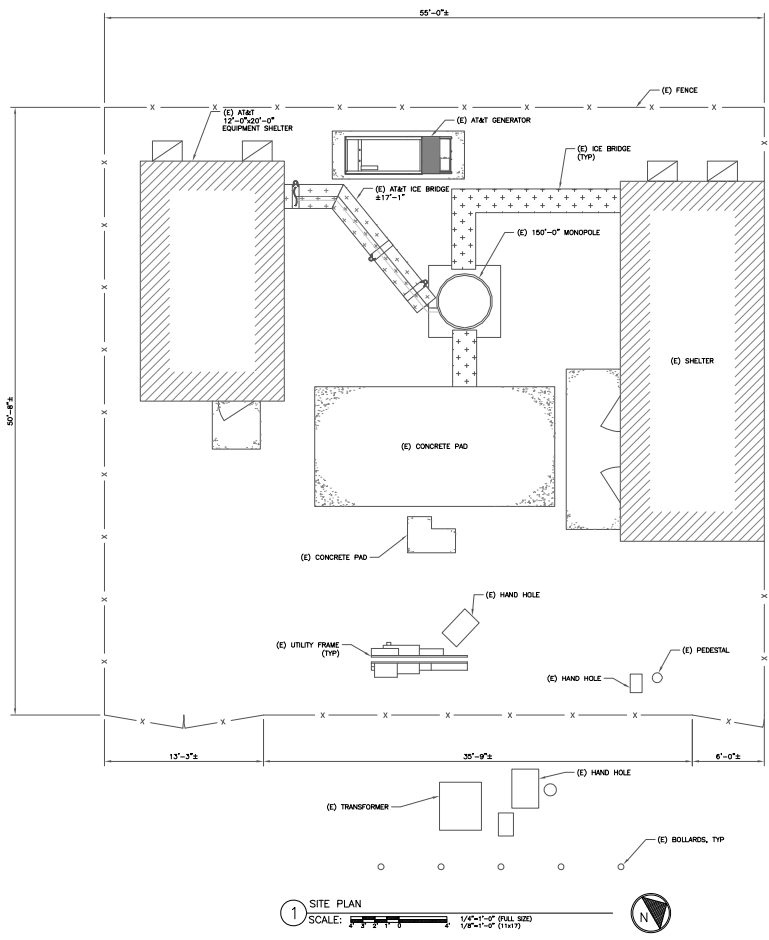 55'-0"±
(E) FENCE
(E) AT&T
12'-0"x20'-0"
EQUIPMENT SHELTER
(E) AT&T GENERATOR
(E) ICE BRIDGE
(TYP)
(E) AT&T ICE BRIDGE
±17'-1"
(E) 150'-0" MONOPOLE
(E) SHELTER
50'-8"±
(E) CONCRETE PAD
(E) CONCRETE PAD
(E) HAND HOLE
(E) UTILITY FRAME
(TYP)
(E) PEDESTAL
(E) HAND HOLE
13'-3"±
35'-9"±
6'-0"±
(E) HAND HOLE
(E) TRANSFORMER
(E) BOLLARDS, TYP
1
SITE PLAN
SCALE:
4' 3' 2' 1' 0 4'
1/4"=1'-0" (FULL SIZE)
1/8"=1'-0" (11x17)
N